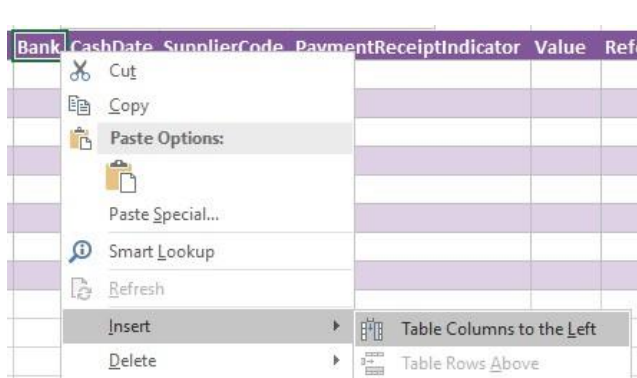 Bank CashDate SupplierCode PaymentReceiptIndicator Value
Cut
Copy
Paste Options:
Paste Special...
Smart Lookup
Refresh
Insert
Table Columns to the Left
Delete
Table Rows Above